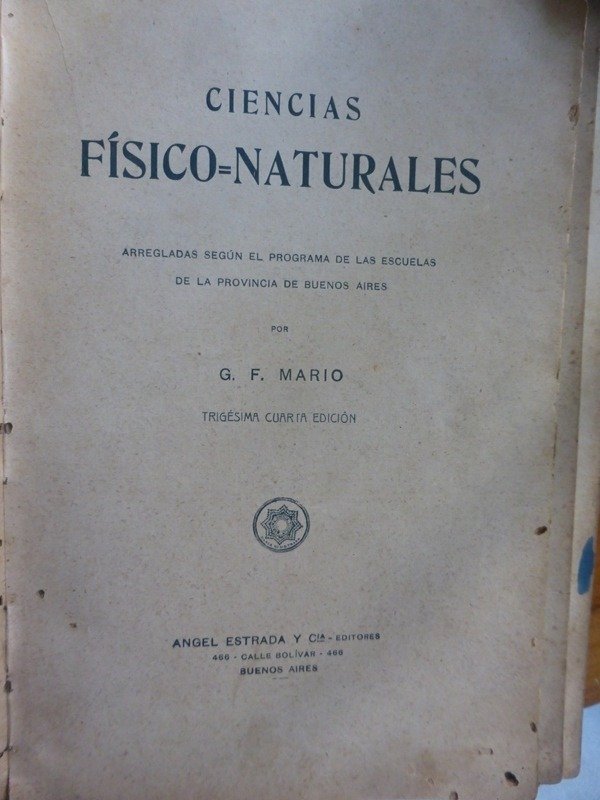 CIENCIAS
FÍSICO=NATURALES
ARREGLADAS SEGÚN EL PROGRAMA DE LAS ESCUELAS
DE LA PROVINCIA DE BUENOS AIRES
POR
G. F. MARIO
TRIGÉSIMA CUARTA EDICIÓN
ANGEL ESTRADA Y Cía - EDITORES
466 - CALLE BOLÍVAR - 466
BUENOS AIRES